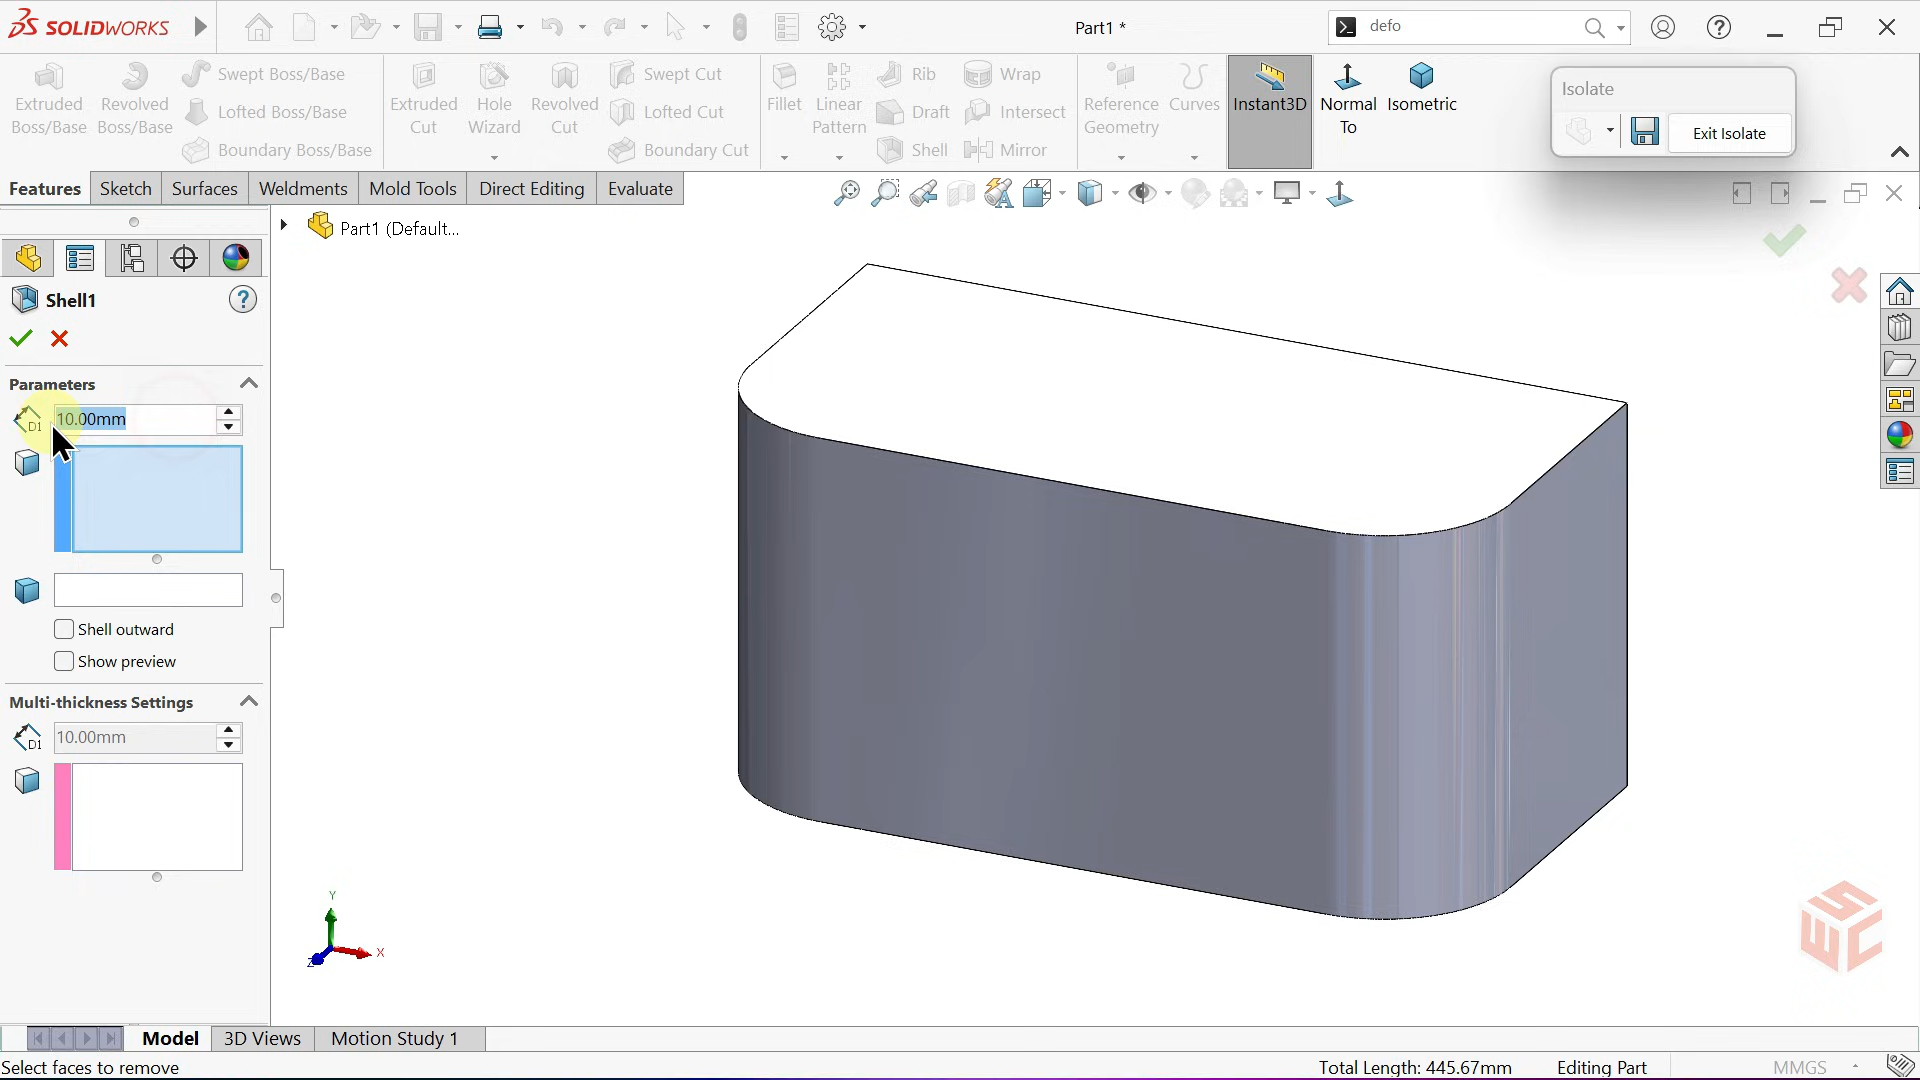 SOLIDWORKS
Part1 *
defo
Extruded Boss/Base
Revolved Boss/Base
Swept Boss/Base
Lofted Boss/Base
Boundary Boss/Base
Extruded Cut
Hole Wizard
Revolved Cut
Swept Cut
Lofted Cut
Boundary Cut
Fillet
Linear Pattern
Rib
Draft
Shell
Wrap
Intersect
Mirror
Reference Geometry
Curves
Instant3D
Normal To
Isometric
Isolate
Exit Isolate
Features
Sketch
Surfaces
Weldments
Mold Tools
Direct Editing
Evaluate
Part1 (Default...
Shell1
Parameters
D1
10.00mm
Shell outward
Show preview
Multi-thickness Settings
D1
10.00mm
Y
X
Z
SWC
Model
3D Views
Motion Study 1
Select faces to remove
Total Length: 445.67mm
Editing Part
MMGS